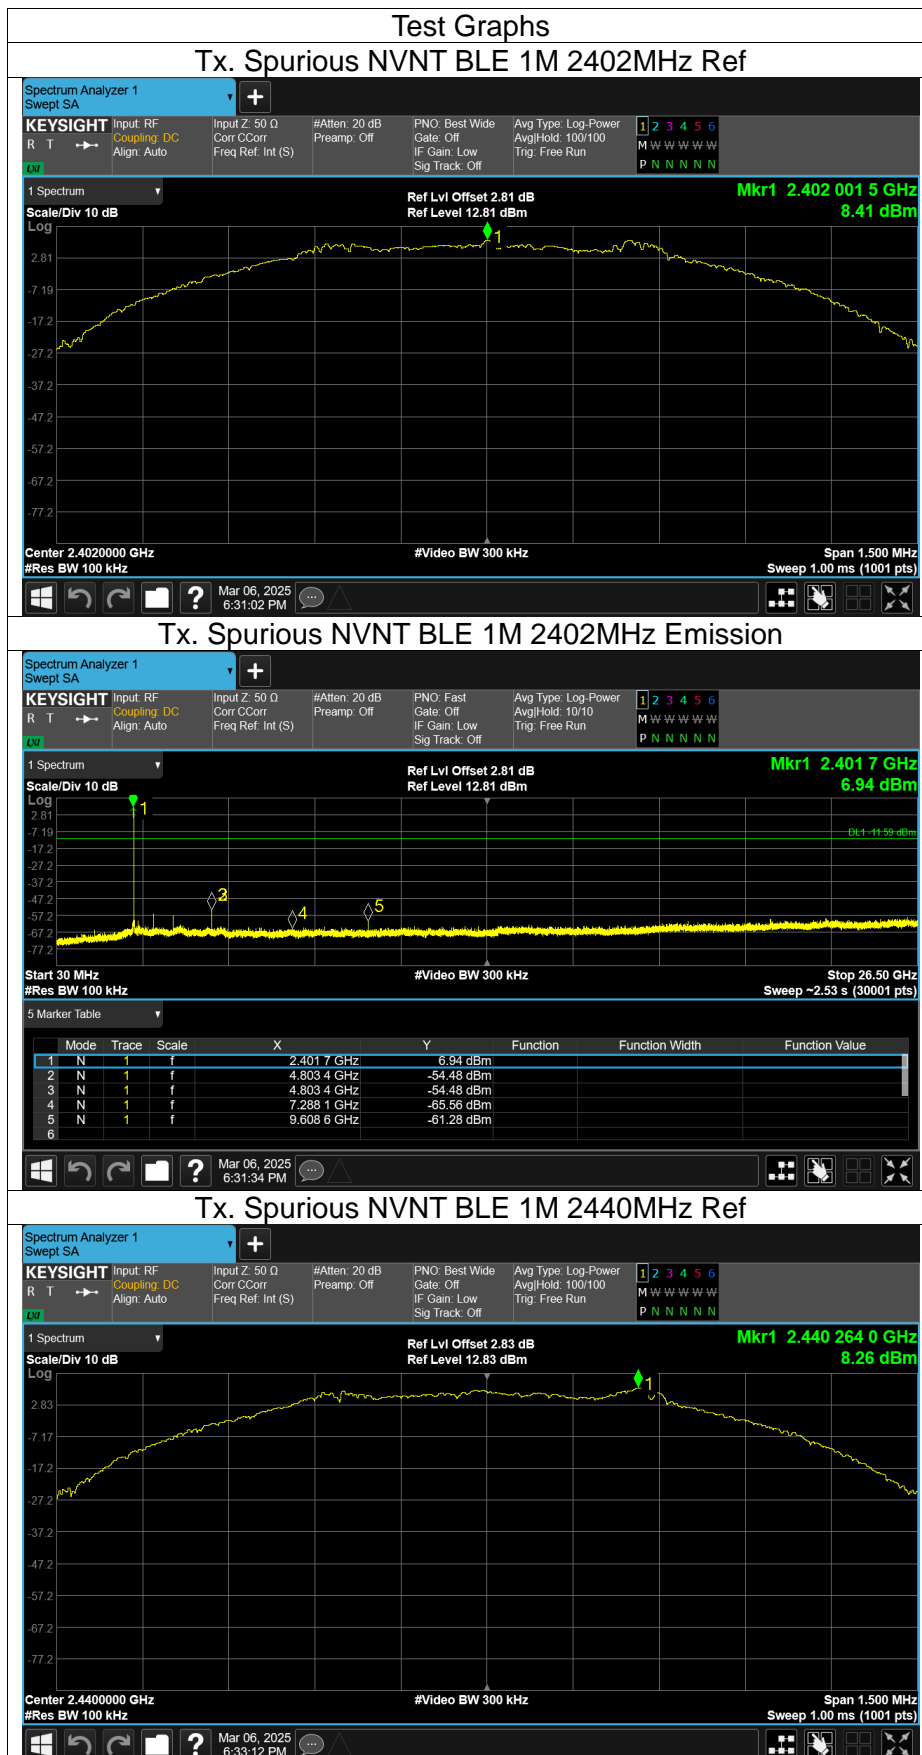 Test Graphs
Tx. Spurious NVNT BLE 1M 2402MHz Ref
Spectrum Analyzer 1
Swept SA
+
KEYSIGHT Input: RF Input Z: 50 Ω #Atten: 20 dB PNO: Best Wide Avg Type: Log-Power 1 2 3 4 5 6
R T Coupling: DC Corr CCorr Preamp: Off Gate: Off Avg|Hold: 100/100 M W W W W W
Align: Auto Freq Ref: Int (S) IF Gain: Low Trig: Free Run
LXI Sig Track: Off P N N N N N
1 Spectrum Ref Lvl Offset 2.81 dB Mkr1 2.402 001 5 GHz
Scale/Div 10 dB Ref Level 12.81 dBm 8.41 dBm
Log
1
2.81
-7.19
-17.2
-27.2
-37.2
-47.2
-57.2
-67.2
-77.2
Center 2.4020000 GHz #Video BW 300 kHz Span 1.500 MHz
#Res BW 100 kHz Sweep 1.00 ms (1001 pts)
? Mar 06, 2025
6:31:02 PM
Tx. Spurious NVNT BLE 1M 2402MHz Emission
Spectrum Analyzer 1
Swept SA
+
KEYSIGHT Input: RF Input Z: 50 Ω #Atten: 20 dB PNO: Fast Avg Type: Log-Power 1 2 3 4 5 6
R T Coupling: DC Corr CCorr Preamp: Off Gate: Off Avg|Hold: 10/10 M W W W W W
Align: Auto Freq Ref: Int (S) IF Gain: Low Trig: Free Run
LXI Sig Track: Off P N N N N N
1 Spectrum Ref Lvl Offset 2.81 dB Mkr1 2.401 7 GHz
Scale/Div 10 dB Ref Level 12.81 dBm 6.94 dBm
Log
1
2.81
-7.19 DL1 -11.59 dBm
-17.2
-27.2
-37.2
-47.2 2 3
-57.2 4 5
-67.2
-77.2
Start 30 MHz #Video BW 300 kHz Stop 26.50 GHz
#Res BW 100 kHz Sweep ~2.53 s (30001 pts)
5 Marker Table
Mode Trace Scale X Y Function Function Width Function Value
1 N 1 f 2.401 7 GHz 6.94 dBm
2 N 1 f 4.803 4 GHz -54.48 dBm
3 N 1 f 4.803 4 GHz -54.48 dBm
4 N 1 f 7.288 1 GHz -65.56 dBm
5 N 1 f 9.608 6 GHz -61.28 dBm
6
? Mar 06, 2025
6:31:34 PM
Tx. Spurious NVNT BLE 1M 2440MHz Ref
Spectrum Analyzer 1
Swept SA
+
KEYSIGHT Input: RF Input Z: 50 Ω #Atten: 20 dB PNO: Best Wide Avg Type: Log-Power 1 2 3 4 5 6
R T Coupling: DC Corr CCorr Preamp: Off Gate: Off Avg|Hold: 100/100 M W W W W W
Align: Auto Freq Ref: Int (S) IF Gain: Low Trig: Free Run
LXI Sig Track: Off P N N N N N
1 Spectrum Ref Lvl Offset 2.83 dB Mkr1 2.440 264 0 GHz
Scale/Div 10 dB Ref Level 12.83 dBm 8.26 dBm
Log
1
2.83
-7.17
-17.2
-27.2
-37.2
-47.2
-57.2
-67.2
-77.2
Center 2.4400000 GHz #Video BW 300 kHz Span 1.500 MHz
#Res BW 100 kHz Sweep 1.00 ms (1001 pts)
? Mar 06, 2025
6:33:12 PM